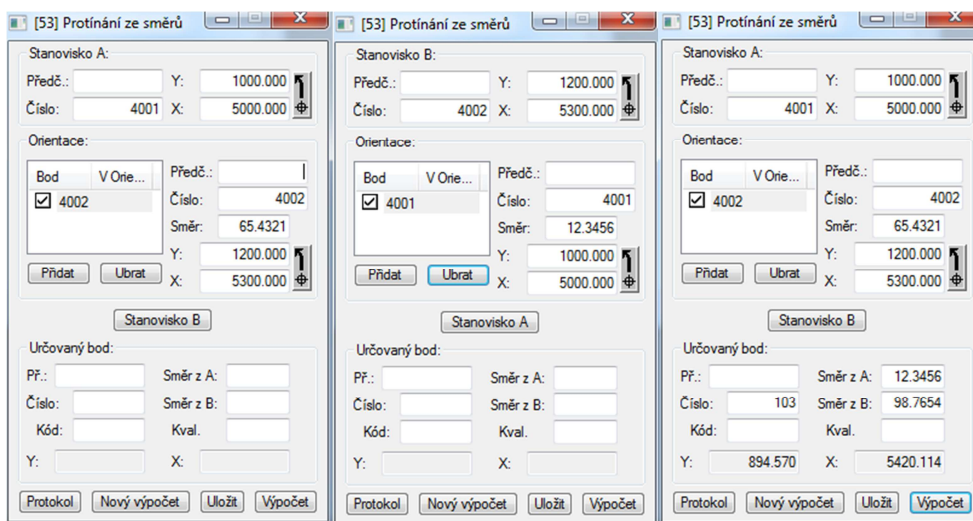 [53] Protínání ze směrů
Stanovisko A:
Předč.: Y: 1000.000
Číslo: 4001 X: 5000.000
Orientace:
Bod V Orie...
4002
Předč.:
Číslo: 4002
Směr: 65.4321
Y: 1200.000
X: 5300.000
Přidat Ubrat
Stanovisko B
Určovaný bod:
Př.: Směr z A:
Číslo: Směr z B:
Kód: Kval.
Y: X:
Protokol Nový výpočet Uložit Výpočet
[53] Protínání ze směrů
Stanovisko B:
Předč.: Y: 1200.000
Číslo: 4002 X: 5300.000
Orientace:
Bod V Orie...
4001
Předč.:
Číslo: 4001
Směr: 12.3456
Y: 1000.000
X: 5000.000
Přidat Ubrat
Stanovisko A
Určovaný bod:
Př.: Směr z A:
Číslo: Směr z B:
Kód: Kval.
Y: X:
Protokol Nový výpočet Uložit Výpočet
[53] Protínání ze směrů
Stanovisko A:
Předč.: Y: 1000.000
Číslo: 4001 X: 5000.000
Orientace:
Bod V Orie...
4002
Předč.:
Číslo: 4002
Směr: 65.4321
Y: 1200.000
X: 5300.000
Přidat Ubrat
Stanovisko B
Určovaný bod:
Př.: Směr z A: 12.3456
Číslo: 103 Směr z B: 98.7654
Kód: Kval.
Y: 894.570 X: 5420.114
Protokol Nový výpočet Uložit Výpočet